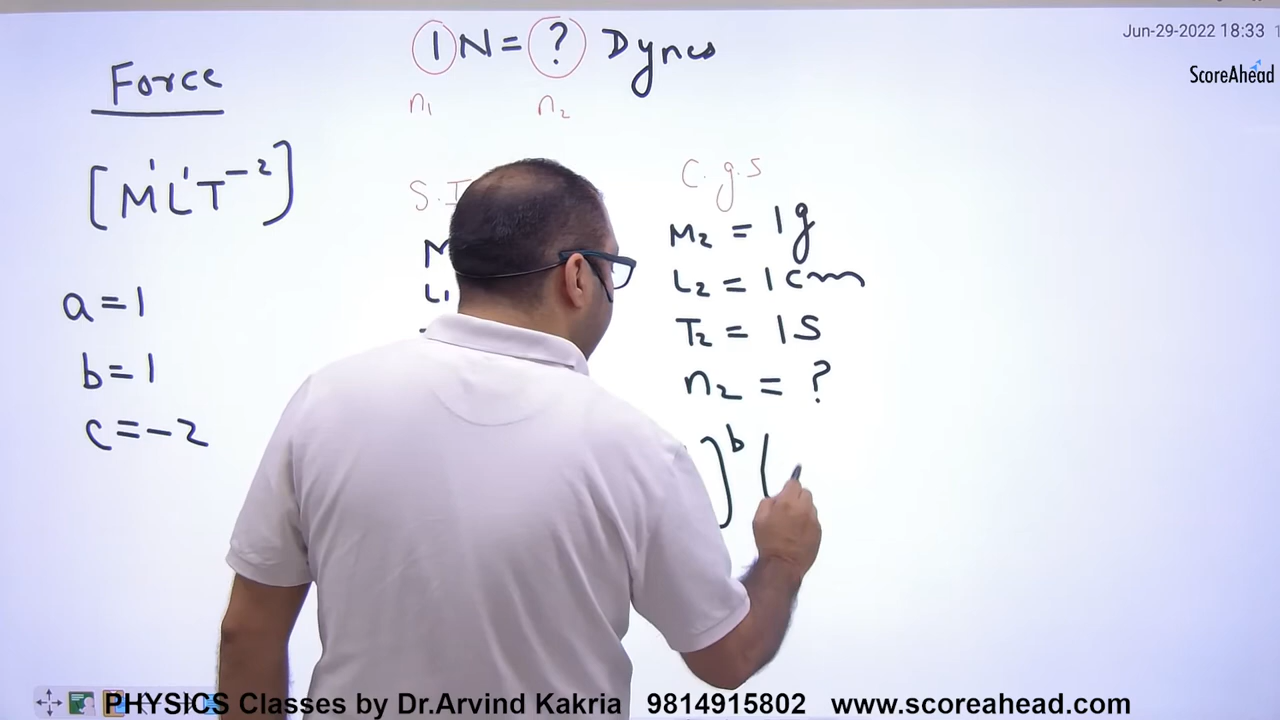 Jun-29-2022 18:33
1 N = ? Dynes
ScoreAhead
Force
n1 n2
[M¹L¹T⁻²]
S.I
C.g.s
M2 = 1g
L1
L2 = 1cm
a=1
T2 = 1S
b=1
n2 = ?
c=-2
]ᵇ (
PHYSICS Classes by Dr.Arvind Kakria 9814915802 www.scoreahead.com